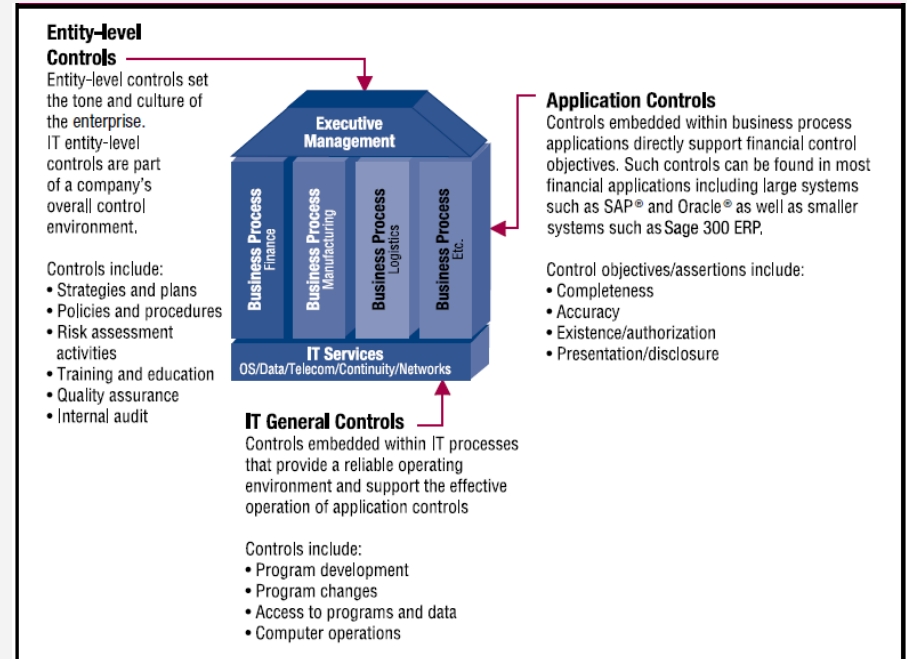 Entity-level
Controls
Entity-level controls set
the tone and culture of
the enterprise.
IT entity-level
controls are part
of a company's
overall control
environment.
Controls include:
• Strategies and plans
• Policies and procedures
• Risk assessment
activities
• Training and education
• Quality assurance
• Internal audit
Executive
Management
Business Process
Finance
Business Process
Manufacturing
Business Process
Logistics
Business Process
Etc.
IT Services
OS/Data/Telecom/Continuity/Networks
Application Controls
Controls embedded within business process
applications directly support financial control
objectives. Such controls can be found in most
financial applications including large systems
such as SAP® and Oracle® as well as smaller
systems such as Sage 300 ERP.
Control objectives/assertions include:
• Completeness
• Accuracy
• Existence/authorization
• Presentation/disclosure
IT General Controls
Controls embedded within IT processes
that provide a reliable operating
environment and support the effective
operation of application controls
Controls include:
• Program development
• Program changes
• Access to programs and data
• Computer operations